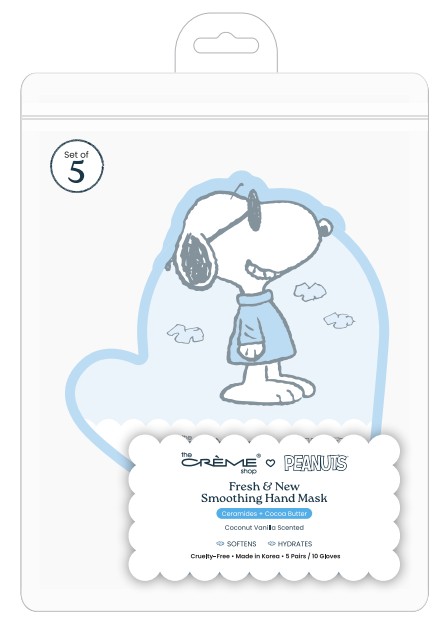 Set of
5
the
CRÈME®
shop
PEANUTS
Fresh & New
Smoothing Hand Mask
Ceramides + Cocoa Butter
Coconut Vanilla Scented
SOFTENS HYDRATES
Cruelty-Free • Made in Korea • 5 Pairs / 10 Gloves